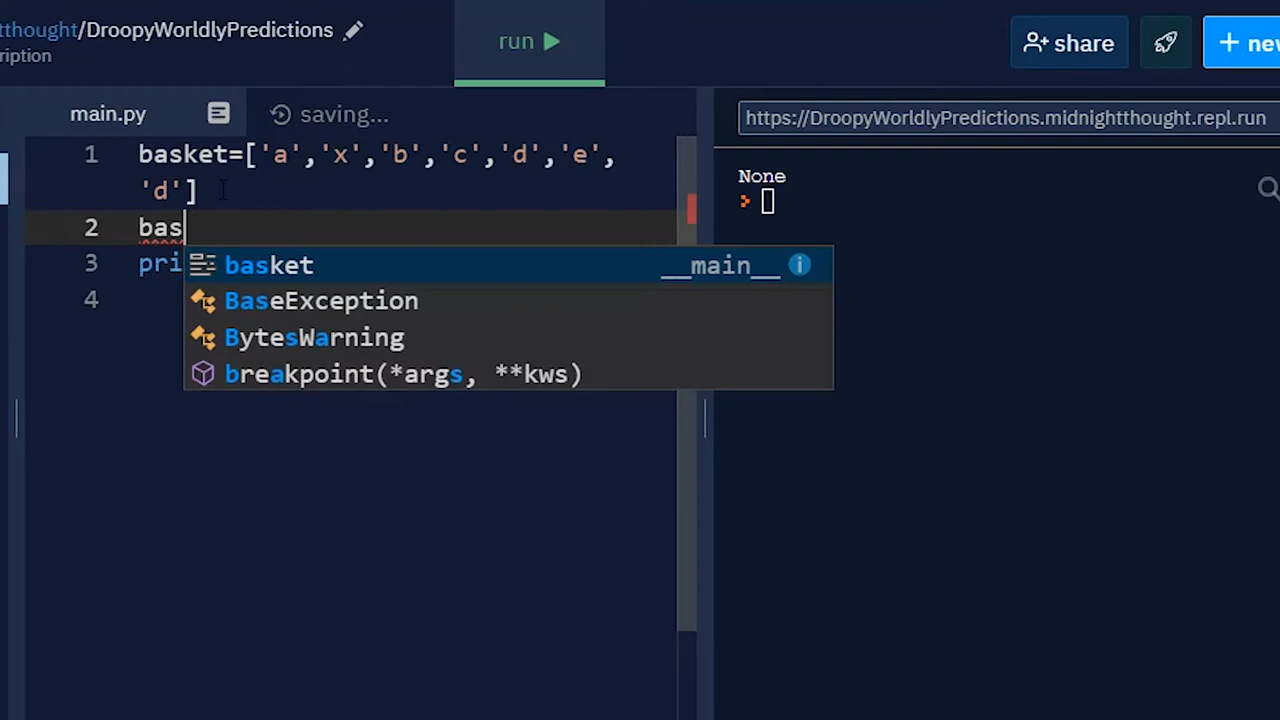 tthought/DroopyWorldlyPredictions
ription
run
share
+ new
main.py
saving...
https://DroopyWorldlyPredictions.midnightthought.repl.run
1 basket=['a','x','b','c','d','e',
'd']
2 bas
3 pri
4
basket __main__
BaseException
BytesWarning
breakpoint(*args, **kws)
None
>